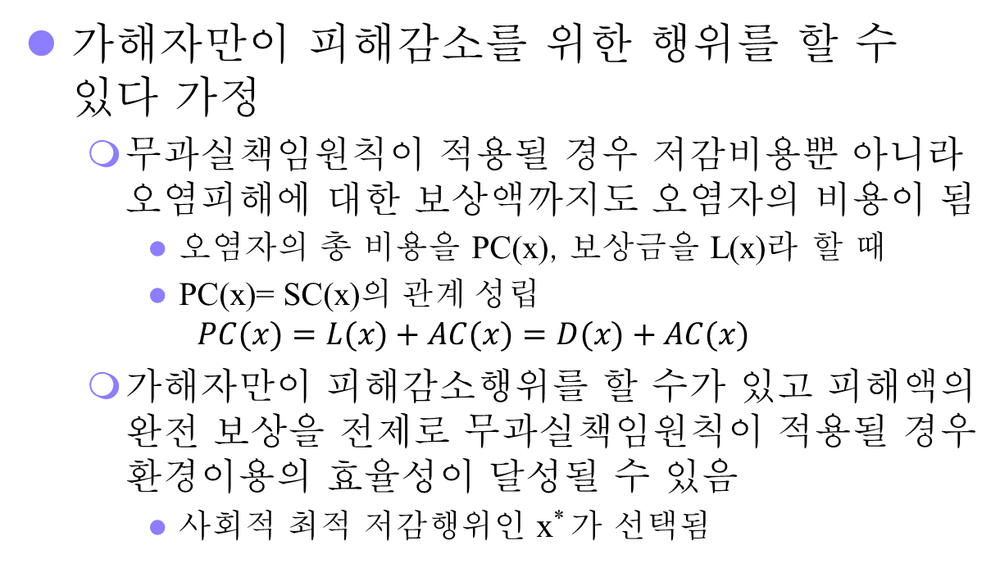 가해자만이 피해감소를 위한 행위를 할 수
있다 가정
무과실책임원칙이 적용될 경우 저감비용뿐 아니라
오염피해에 대한 보상액까지도 오염자의 비용이 됨
오염자의 총 비용을 PC(x), 보상금을 L(x)라 할 때
PC(x)= SC(x)의 관계 성립
PC(x) = L(x) + AC(x) = D(x) + AC(x)
가해자만이 피해감소행위를 할 수가 있고 피해액의
완전 보상을 전제로 무과실책임원칙이 적용될 경우
환경이용의 효율성이 달성될 수 있음
사회적 최적 저감행위인 x*가 선택됨